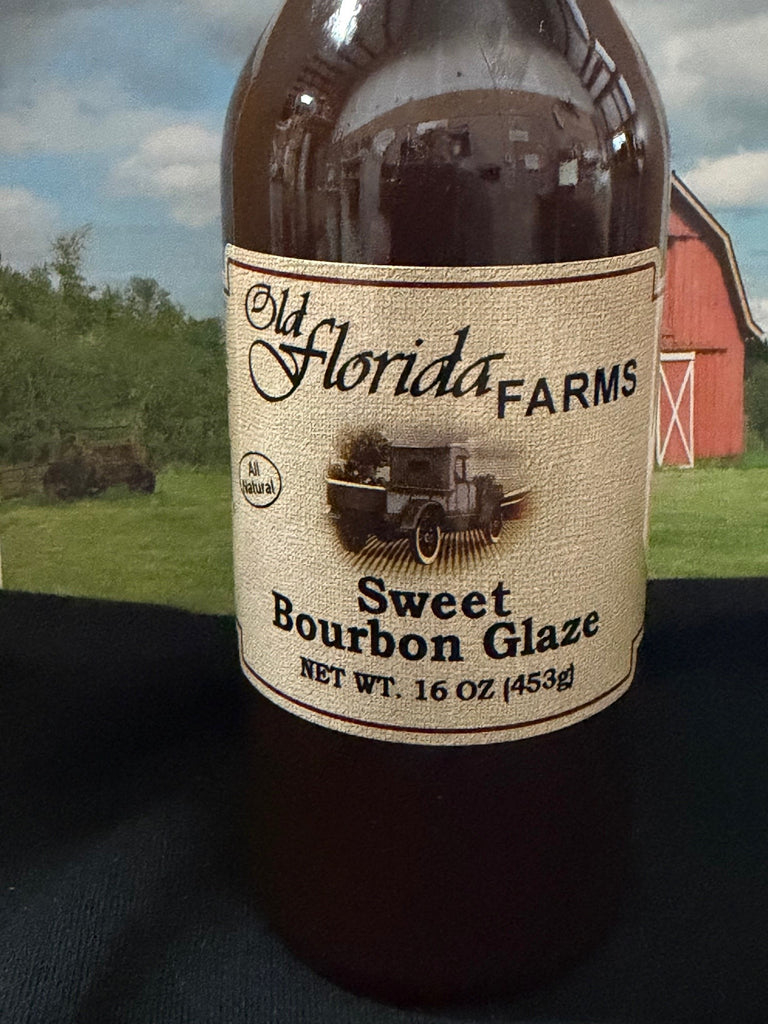 Old
Florida FARMS
All
Natural
Sweet
Bourbon Glaze
NET WT. 16 OZ (453g)